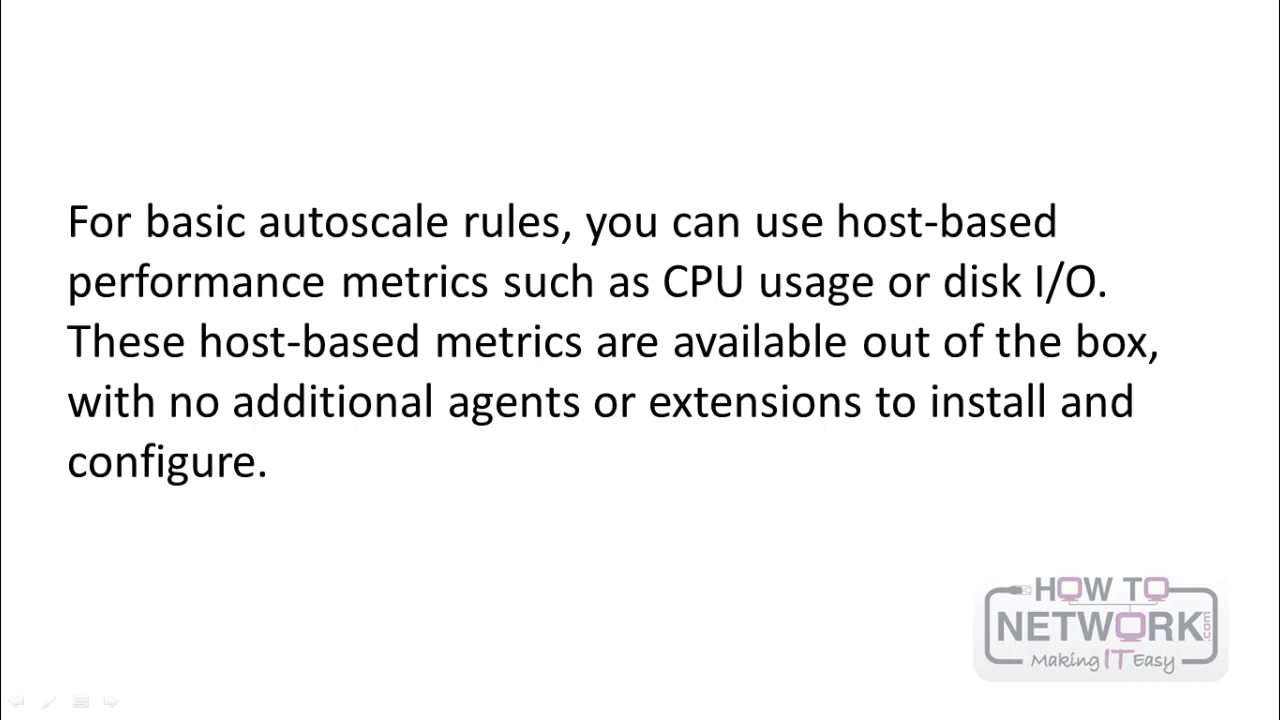 For basic autoscale rules, you can use host-based
performance metrics such as CPU usage or disk I/O.
These host-based metrics are available out of the box,
with no additional agents or extensions to install and
configure.
HOW TO
NETWORK.com
Making IT Easy